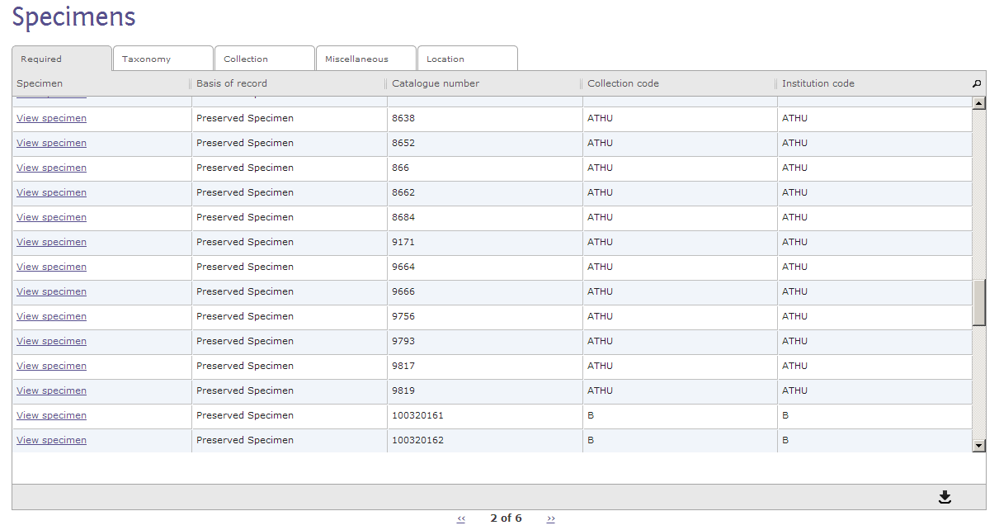 Specimens
Required Taxonomy Collection Miscellaneous Location
Specimen Basis of record Catalogue number Collection code Institution code
View specimen Preserved Specimen 8638 ATHU ATHU
View specimen Preserved Specimen 8652 ATHU ATHU
View specimen Preserved Specimen 866 ATHU ATHU
View specimen Preserved Specimen 8662 ATHU ATHU
View specimen Preserved Specimen 8684 ATHU ATHU
View specimen Preserved Specimen 9171 ATHU ATHU
View specimen Preserved Specimen 9664 ATHU ATHU
View specimen Preserved Specimen 9666 ATHU ATHU
View specimen Preserved Specimen 9756 ATHU ATHU
View specimen Preserved Specimen 9793 ATHU ATHU
View specimen Preserved Specimen 9817 ATHU ATHU
View specimen Preserved Specimen 9819 ATHU ATHU
View specimen Preserved Specimen 100320161 B B
View specimen Preserved Specimen 100320162 B B
‹‹ 2 of 6 ››